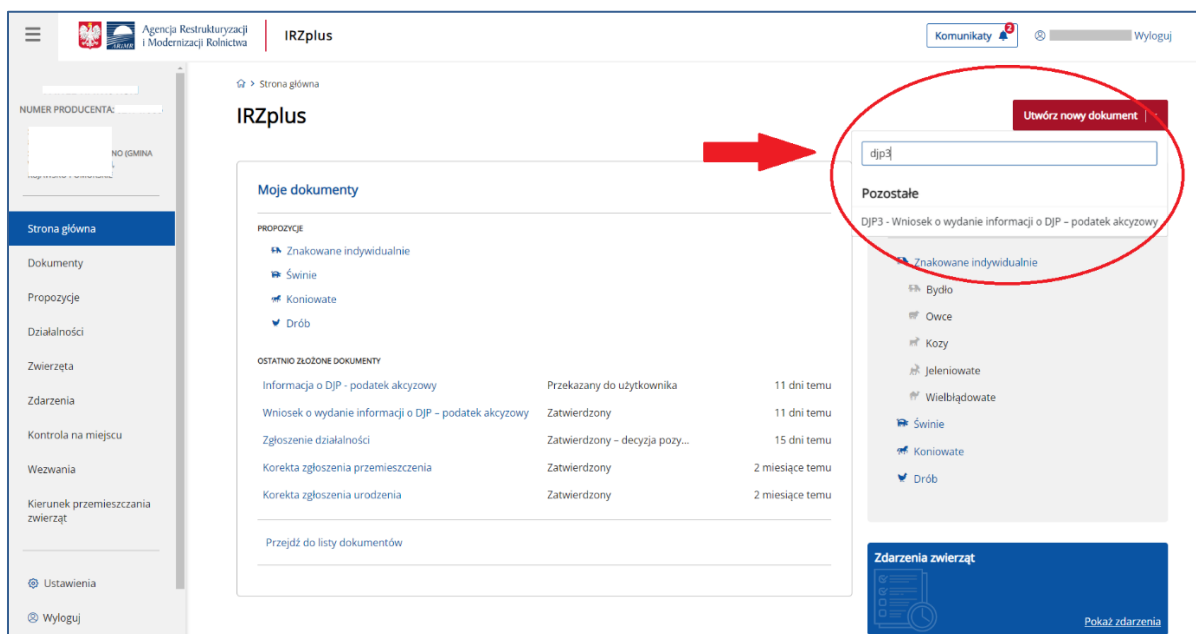 Agencja Restrukturyzacji
i Modernizacji Rolnictwa
ARiMR
IRZplus
Komunikaty 2
Wyloguj
NUMER PRODUCENTA:
NO (GMINA
Strona główna
Dokumenty
Propozycje
Działalności
Zwierzęta
Zdarzenia
Kontrola na miejscu
Wezwania
Kierunek przemieszczania
zwierząt
Ustawienia
Wyloguj
> Strona główna
IRZplus
Moje dokumenty
PROPOZYCJE
Znakowane indywidualnie
Świnie
Koniowate
Drób
OSTATNIO ZŁOŻONE DOKUMENTY
Informacja o DJP - podatek akcyzowy Przekazany do użytkownika 11 dni temu
Wniosek o wydanie informacji o DJP – podatek akcyzowy Zatwierdzony 11 dni temu
Zgłoszenie działalności Zatwierdzony – decyzja pozy... 15 dni temu
Korekta zgłoszenia przemieszczenia Zatwierdzony 2 miesiące temu
Korekta zgłoszenia urodzenia Zatwierdzony 2 miesiące temu
Przejdź do listy dokumentów
Utwórz nowy dokument
djp3
Pozostałe
DJP3 - Wniosek o wydanie informacji o DJP – podatek akcyzowy
Znakowane indywidualnie
Bydło
Owce
Kozy
Jeleniowate
Wielbłądowate
Świnie
Koniowate
Drób
Zdarzenia zwierząt
Pokaż zdarzenia